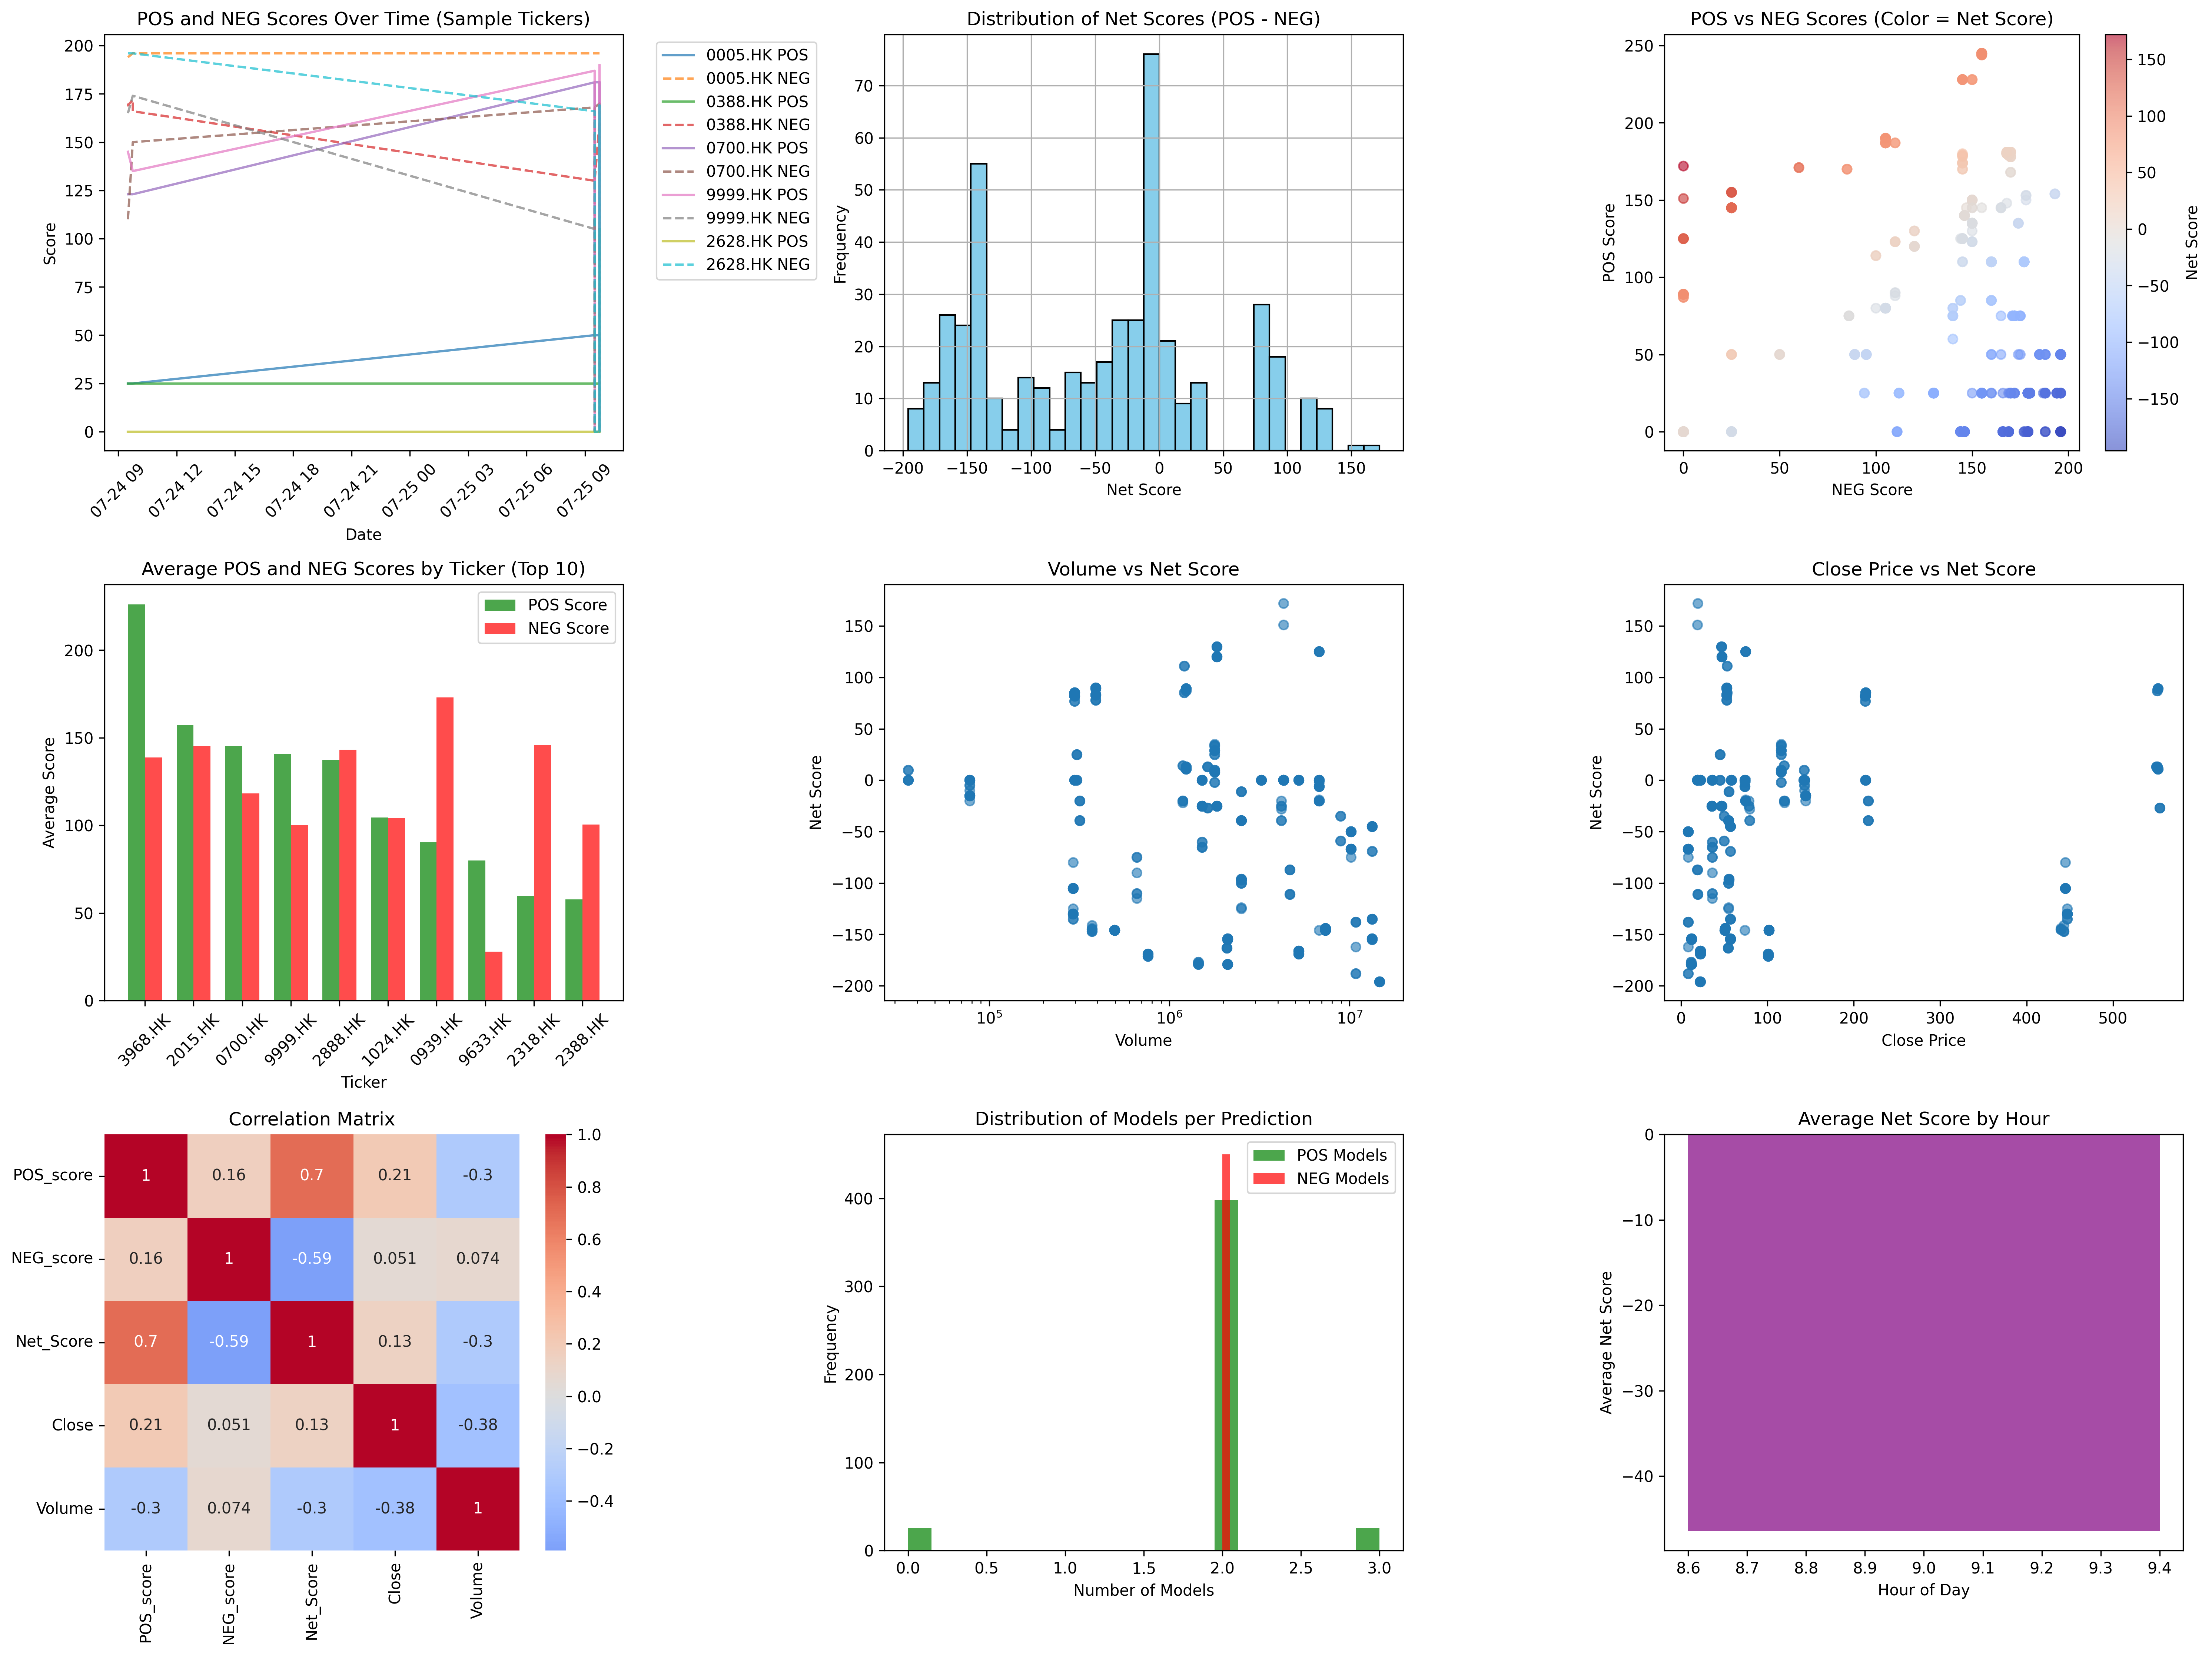 POS and NEG Scores Over Time (Sample Tickers)
Score
200
175
150
125
100
75
50
25
0
07-24 09
07-24 12
07-24 15
07-24 18
07-24 21
07-25 00
07-25 03
07-25 06
07-25 09
Date
0005.HK POS
0005.HK NEG
0388.HK POS
0388.HK NEG
0700.HK POS
0700.HK NEG
9999.HK POS
9999.HK NEG
2628.HK POS
2628.HK NEG
Distribution of Net Scores (POS - NEG)
Frequency
70
60
50
40
30
20
10
0
−200
−150
−100
−50
0
50
100
150
Net Score
POS vs NEG Scores (Color = Net Score)
POS Score
250
200
150
100
50
0
0
50
100
150
200
NEG Score
150
100
50
0
−50
−100
−150
Net Score
Average POS and NEG Scores by Ticker (Top 10)
Average Score
200
150
100
50
0
POS Score
NEG Score
3968.HK
2015.HK
0700.HK
9999.HK
2888.HK
1024.HK
0939.HK
9633.HK
2318.HK
2388.HK
Ticker
Volume vs Net Score
Net Score
150
100
50
0
−50
−100
−150
−200
10⁵
10⁶
10⁷
Volume
Close Price vs Net Score
Net Score
150
100
50
0
−50
−100
−150
−200
0
100
200
300
400
500
Close Price
Correlation Matrix
POS_score
1
0.16
0.7
0.21
-0.3
NEG_score
0.16
1
-0.59
0.051
0.074
Net_Score
0.7
-0.59
1
0.13
-0.3
Close
0.21
0.051
0.13
1
-0.38
Volume
-0.3
0.074
-0.3
-0.38
1
POS_score
NEG_score
Net_Score
Close
Volume
1.0
0.8
0.6
0.4
0.2
0.0
−0.2
−0.4
Distribution of Models per Prediction
Frequency
400
300
200
100
0
POS Models
NEG Models
0.0
0.5
1.0
1.5
2.0
2.5
3.0
Number of Models
Average Net Score by Hour
Average Net Score
0
−10
−20
−30
−40
8.6
8.7
8.8
8.9
9.0
9.1
9.2
9.3
9.4
Hour of Day